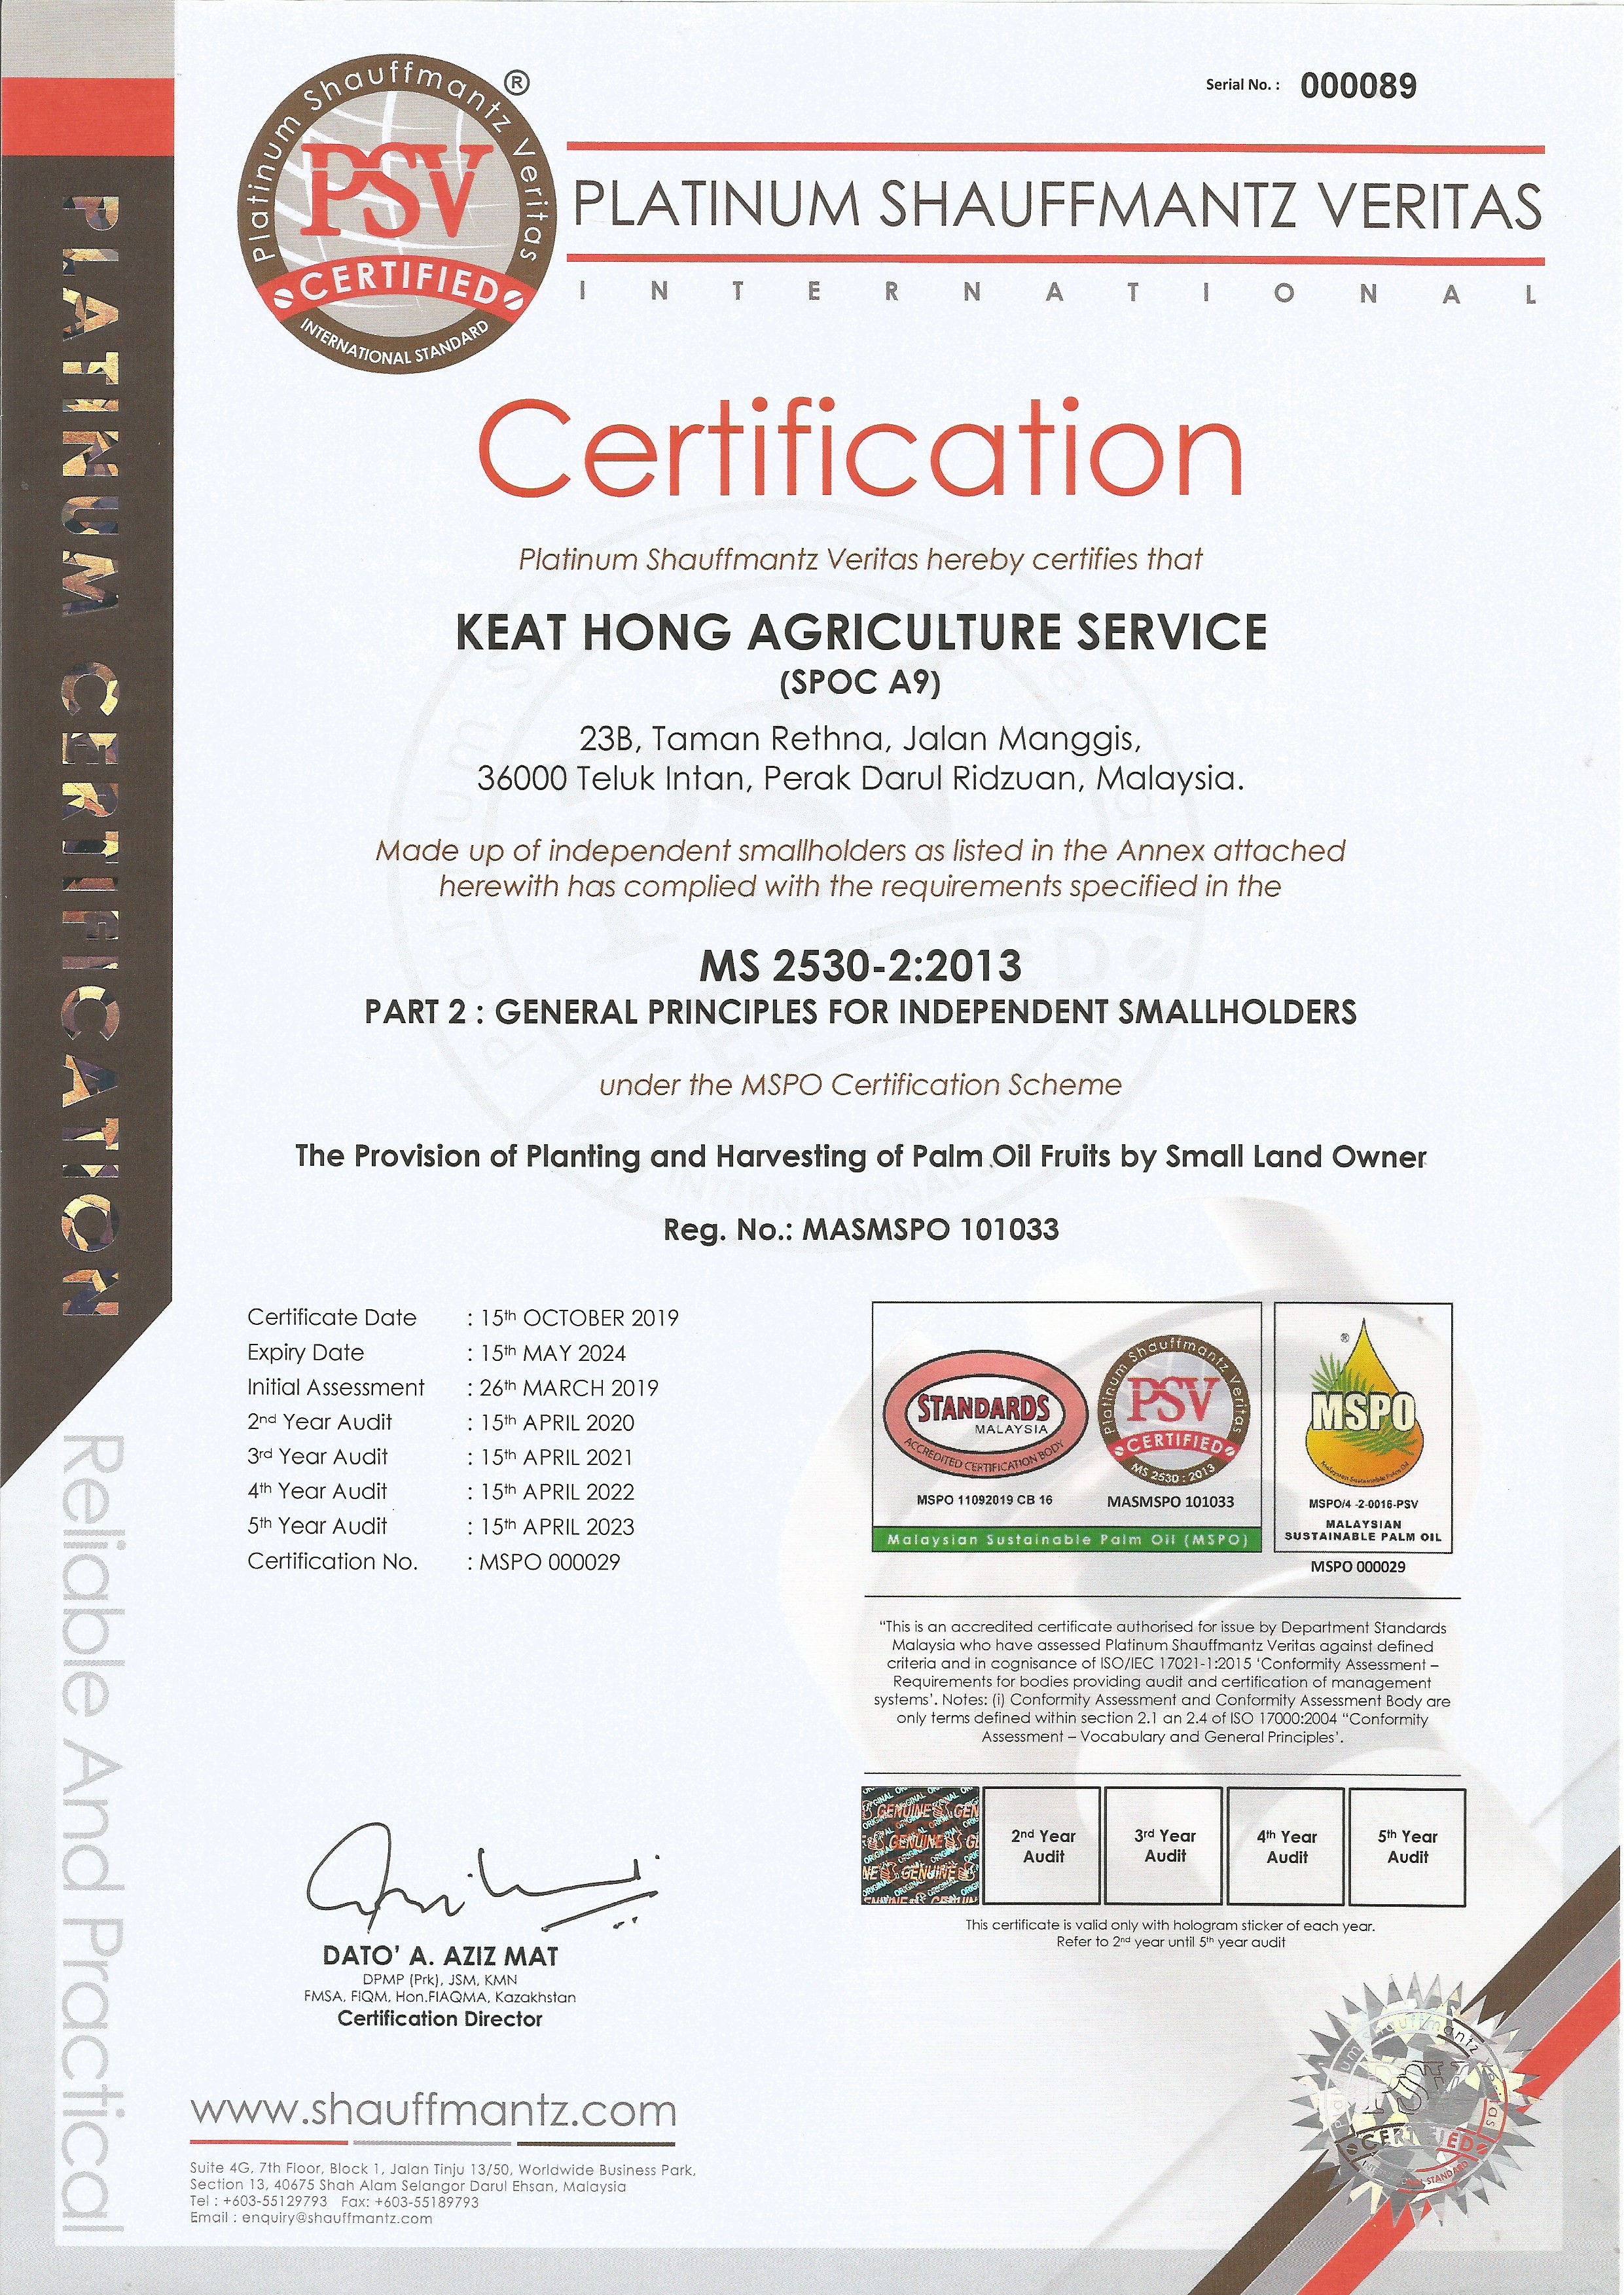 Serial No. : 000089
Platinum Shauffmantz Veritas ®
PSV
CERTIFIED
INTERNATIONAL STANDARD
PLATINUM SHAUFFMANTZ VERITAS
INTERNATIONAL
PLATINUM CERTIFICATION
Reliable And Practical
Certification
Platinum Shauffmantz Veritas hereby certifies that
KEAT HONG AGRICULTURE SERVICE
(SPOC A9)
23B, Taman Rethna, Jalan Manggis,
36000 Teluk Intan, Perak Darul Ridzuan, Malaysia.
Made up of independent smallholders as listed in the Annex attached
herewith has complied with the requirements specified in the
MS 2530-2:2013
PART 2 : GENERAL PRINCIPLES FOR INDEPENDENT SMALLHOLDERS
under the MSPO Certification Scheme
The Provision of Planting and Harvesting of Palm Oil Fruits by Small Land Owner
Reg. No.: MASMSPO 101033
Certificate Date : 15th OCTOBER 2019
Expiry Date : 15th MAY 2024
Initial Assessment : 26th MARCH 2019
2nd Year Audit : 15th APRIL 2020
3rd Year Audit : 15th APRIL 2021
4th Year Audit : 15th APRIL 2022
5th Year Audit : 15th APRIL 2023
Certification No. : MSPO 000029
STANDARDS
MALAYSIA
ACCREDITED CERTIFICATION BODY
MSPO 11092019 CB 16
Platinum Shauffmantz Veritas
PSV
CERTIFIED
MS 2530 : 2013
MASMSPO 101033
Malaysian Sustainable Palm Oil (MSPO)
®
MSPO
Malaysian Sustainable Palm Oil
MSPO/4 -2-0016-PSV
MALAYSIAN
SUSTAINABLE PALM OIL
MSPO 000029
"This is an accredited certificate authorised for issue by Department Standards
Malaysia who have assessed Platinum Shauffmantz Veritas against defined
criteria and in cognisance of ISO/IEC 17021-1:2015 'Conformity Assessment –
Requirements for bodies providing audit and certification of management
systems'. Notes: (i) Conformity Assessment and Conformity Assessment Body are
only terms defined within section 2.1 an 2.4 of ISO 17000:2004 "Conformity
Assessment – Vocabulary and General Principles'.
GENUINE ORIGINAL
2nd Year
Audit
3rd Year
Audit
4th Year
Audit
5th Year
Audit
This certificate is valid only with hologram sticker of each year.
Refer to 2nd year until 5th year audit
DATO' A. AZIZ MAT
DPMP (Prk), JSM, KMN
FMSA, FIQM, Hon.FIAQMA, Kazakhstan
Certification Director
www.shauffmantz.com
Suite 4G, 7th Floor, Block 1, Jalan Tinju 13/50, Worldwide Business Park,
Section 13, 40675 Shah Alam Selangor Darul Ehsan, Malaysia
Tel : +603-55129793 Fax: +603-55189793
Email : enquiry@shauffmantz.com
PSV
CERTIFIED